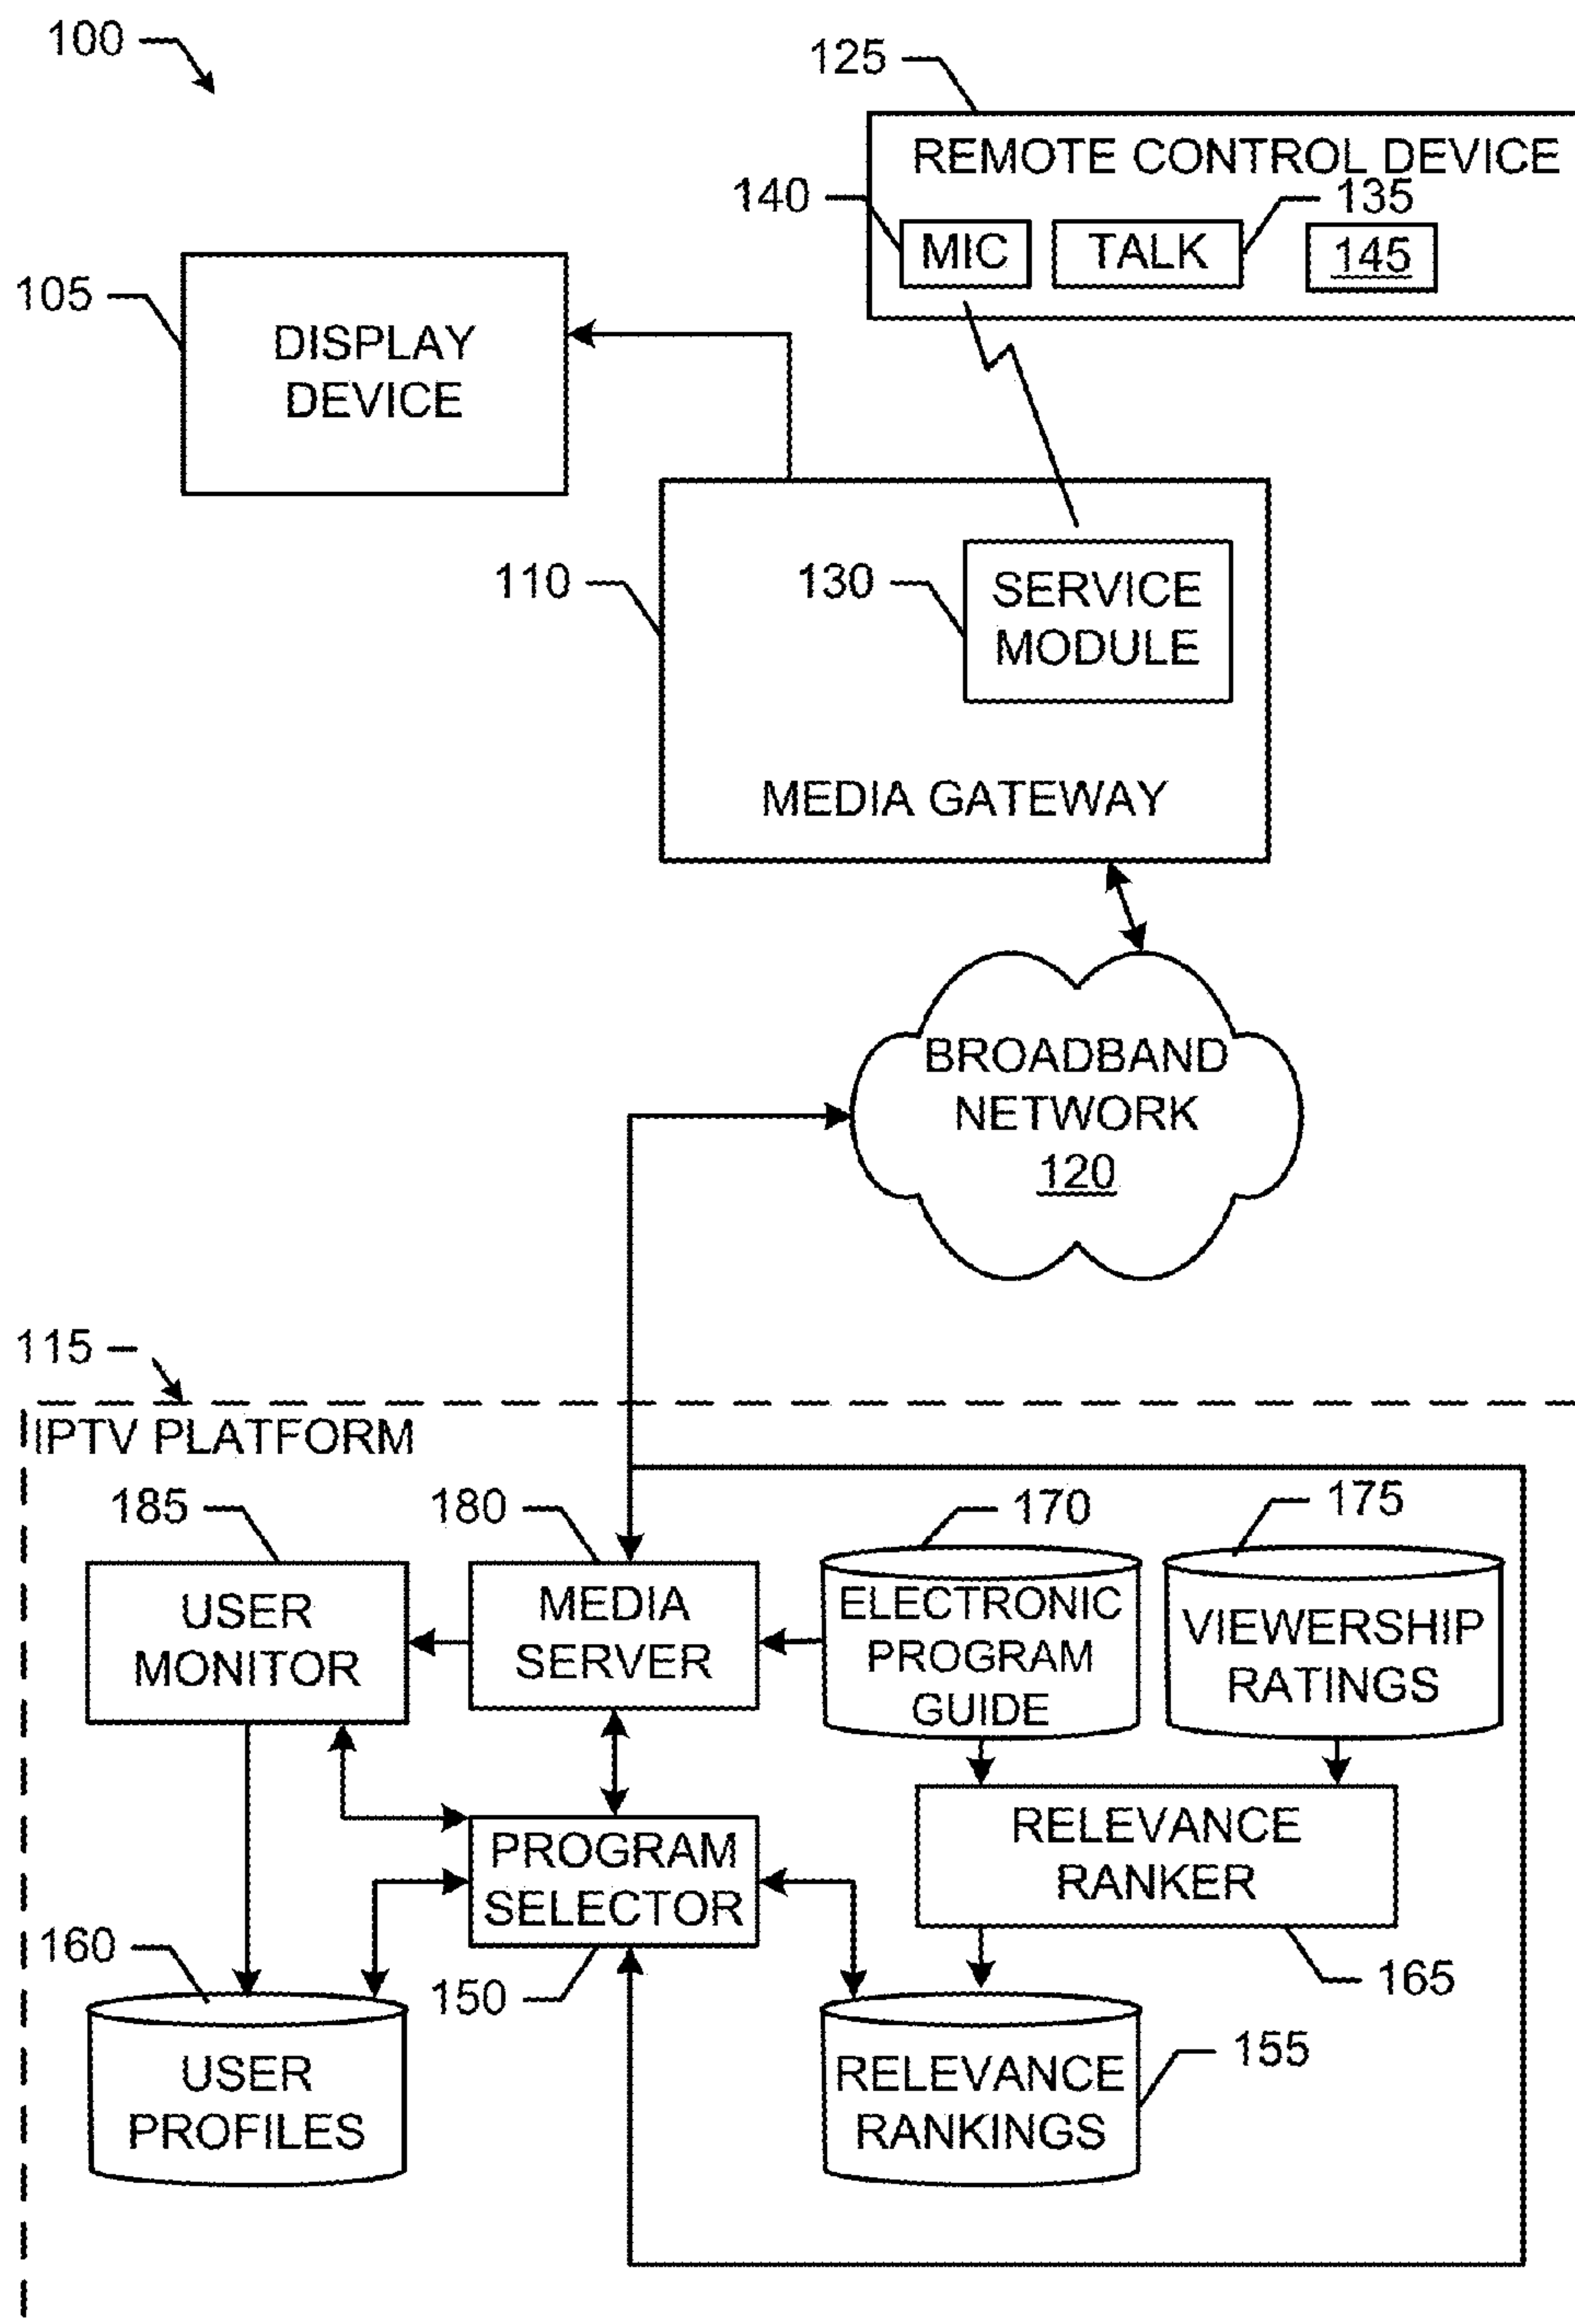 100
125
REMOTE CONTROL DEVICE
140
135
MIC
TALK
145
105
DISPLAY
DEVICE
110
130
SERVICE
MODULE
MEDIA GATEWAY
BROADBAND
NETWORK
120
115
IPTV PLATFORM
185
180
170
175
USER
MONITOR
MEDIA
SERVER
ELECTRONIC
PROGRAM
GUIDE
VIEWERSHIP
RATINGS
PROGRAM
SELECTOR
RELEVANCE
RANKER
160
150
165
USER
PROFILES
RELEVANCE
RANKINGS
155